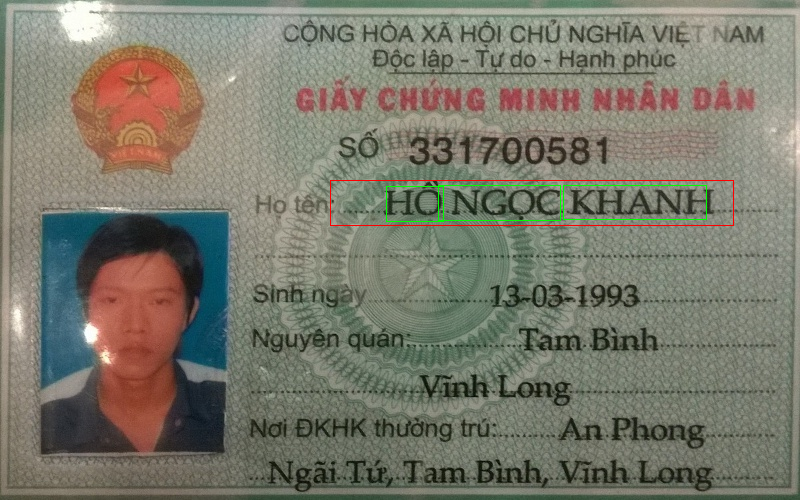 CỘNG HÒA XÃ HỘI CHỦ NGHĨA VIỆT NAM
Độc lập - Tự do - Hạnh phúc
GIẤY CHỨNG MINH NHÂN DÂN
SỐ 331700581
Họ tên: HỒ NGỌC KHANH
Sinh ngày 13-03-1993
Nguyên quán: Tam Bình
Vĩnh Long
Nơi ĐKHK thường trú: An Phong
Ngãi Tứ, Tam Bình, Vĩnh Long
VIỆT NAM